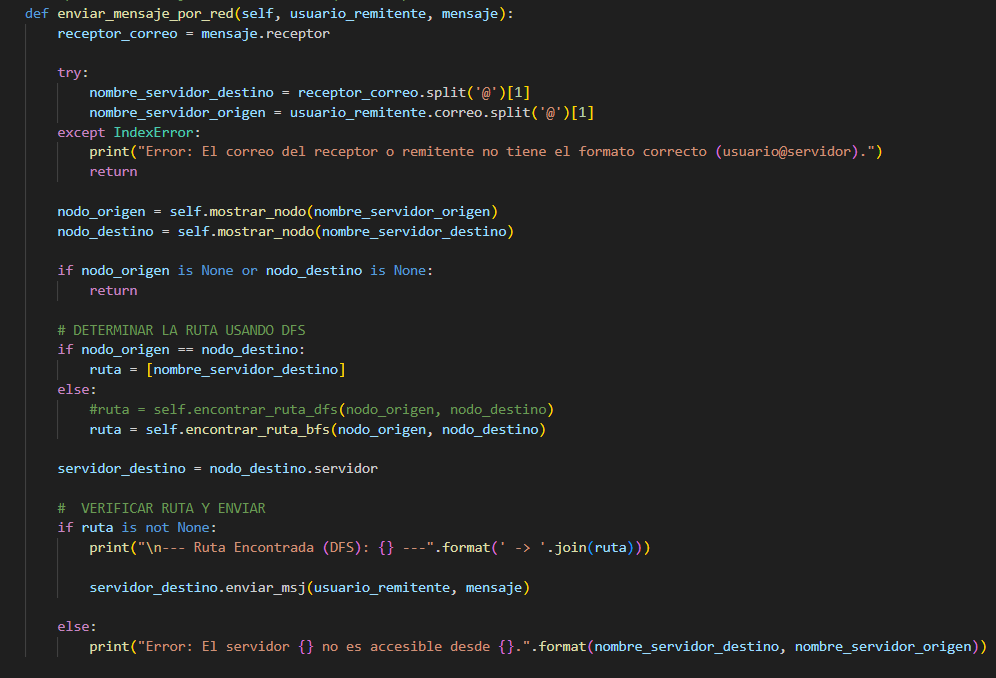 def enviar_mensaje_por_red(self, usuario_remitente, mensaje):
    receptor_correo = mensaje.receptor

    try:
        nombre_servidor_destino = receptor_correo.split('@')[1]
        nombre_servidor_origen = usuario_remitente.correo.split('@')[1]
    except IndexError:
        print("Error: El correo del receptor o remitente no tiene el formato correcto (usuario@servidor).")
        return

    nodo_origen = self.mostrar_nodo(nombre_servidor_origen)
    nodo_destino = self.mostrar_nodo(nombre_servidor_destino)

    if nodo_origen is None or nodo_destino is None:
        return

    # DETERMINAR LA RUTA USANDO DFS
    if nodo_origen == nodo_destino:
        ruta = [nombre_servidor_destino]
    else:
        #ruta = self.encontrar_ruta_dfs(nodo_origen, nodo_destino)
        ruta = self.encontrar_ruta_bfs(nodo_origen, nodo_destino)

    servidor_destino = nodo_destino.servidor

    #  VERIFICAR RUTA Y ENVIAR
    if ruta is not None:
        print("\n--- Ruta Encontrada (DFS): {} ---".format(' -> '.join(ruta)))

        servidor_destino.enviar_msj(usuario_remitente, mensaje)

    else:
        print("Error: El servidor {} no es accesible desde {}.".format(nombre_servidor_destino, nombre_servidor_origen))